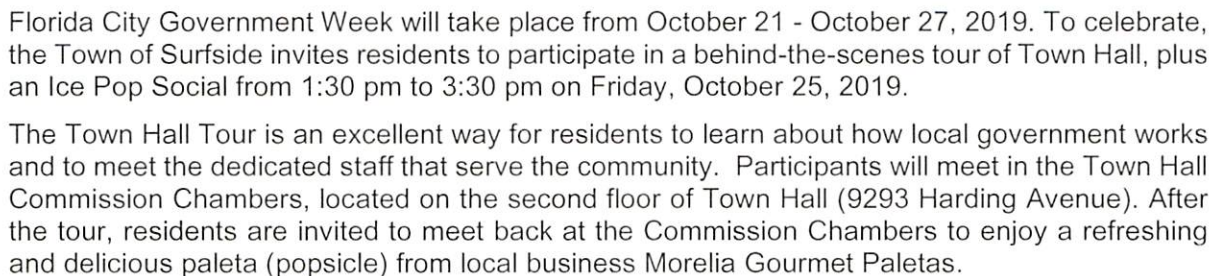 Florida City Government Week will take place from October 21 - October 27, 2019. To celebrate,
the Town of Surfside invites residents to participate in a behind-the-scenes tour of Town Hall, plus
an Ice Pop Social from 1:30 pm to 3:30 pm on Friday, October 25, 2019.
The Town Hall Tour is an excellent way for residents to learn about how local government works
and to meet the dedicated staff that serve the community.  Participants will meet in the Town Hall
Commission Chambers, located on the second floor of Town Hall (9293 Harding Avenue). After
the tour, residents are invited to meet back at the Commission Chambers to enjoy a refreshing
and delicious paleta (popsicle) from local business Morelia Gourmet Paletas.